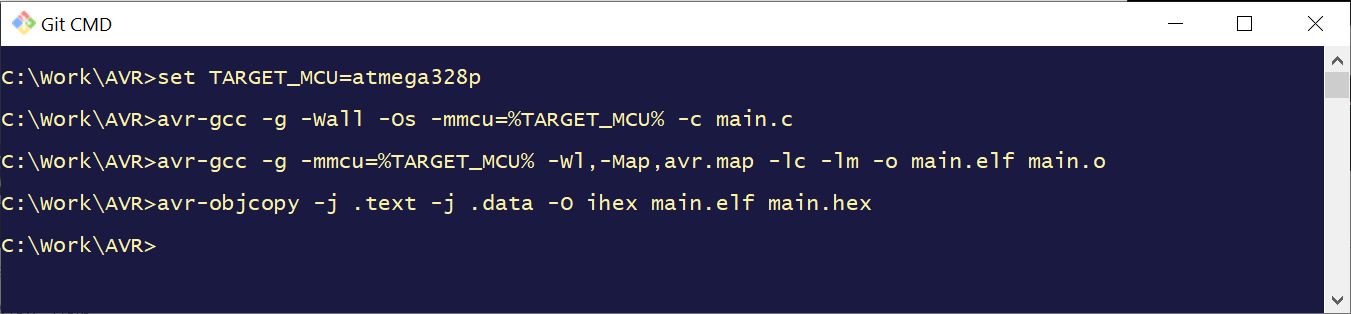 Git CMD
C:\Work\AVR>set TARGET_MCU=atmega328p
C:\Work\AVR>avr-gcc -g -Wall -Os -mmcu=%TARGET_MCU% -c main.c
C:\Work\AVR>avr-gcc -g -mmcu=%TARGET_MCU% -Wl,-Map,avr.map -lc -lm -o main.elf main.o
C:\Work\AVR>avr-objcopy -j .text -j .data -O ihex main.elf main.hex
C:\Work\AVR>